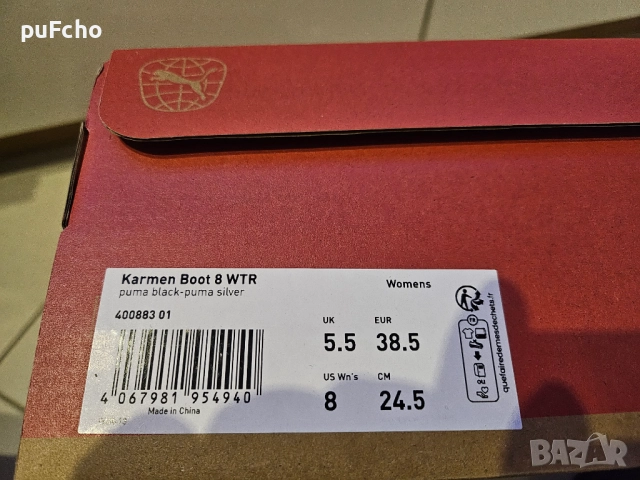 puFcho
Karmen Boot 8 WTR
puma black-puma silver
Womens
400883 01
UK EUR
5.5 38.5
US Wn's CM
8 24.5
4 067981 954940
Made in China
quefairedemesdechets.fr
BAZAR